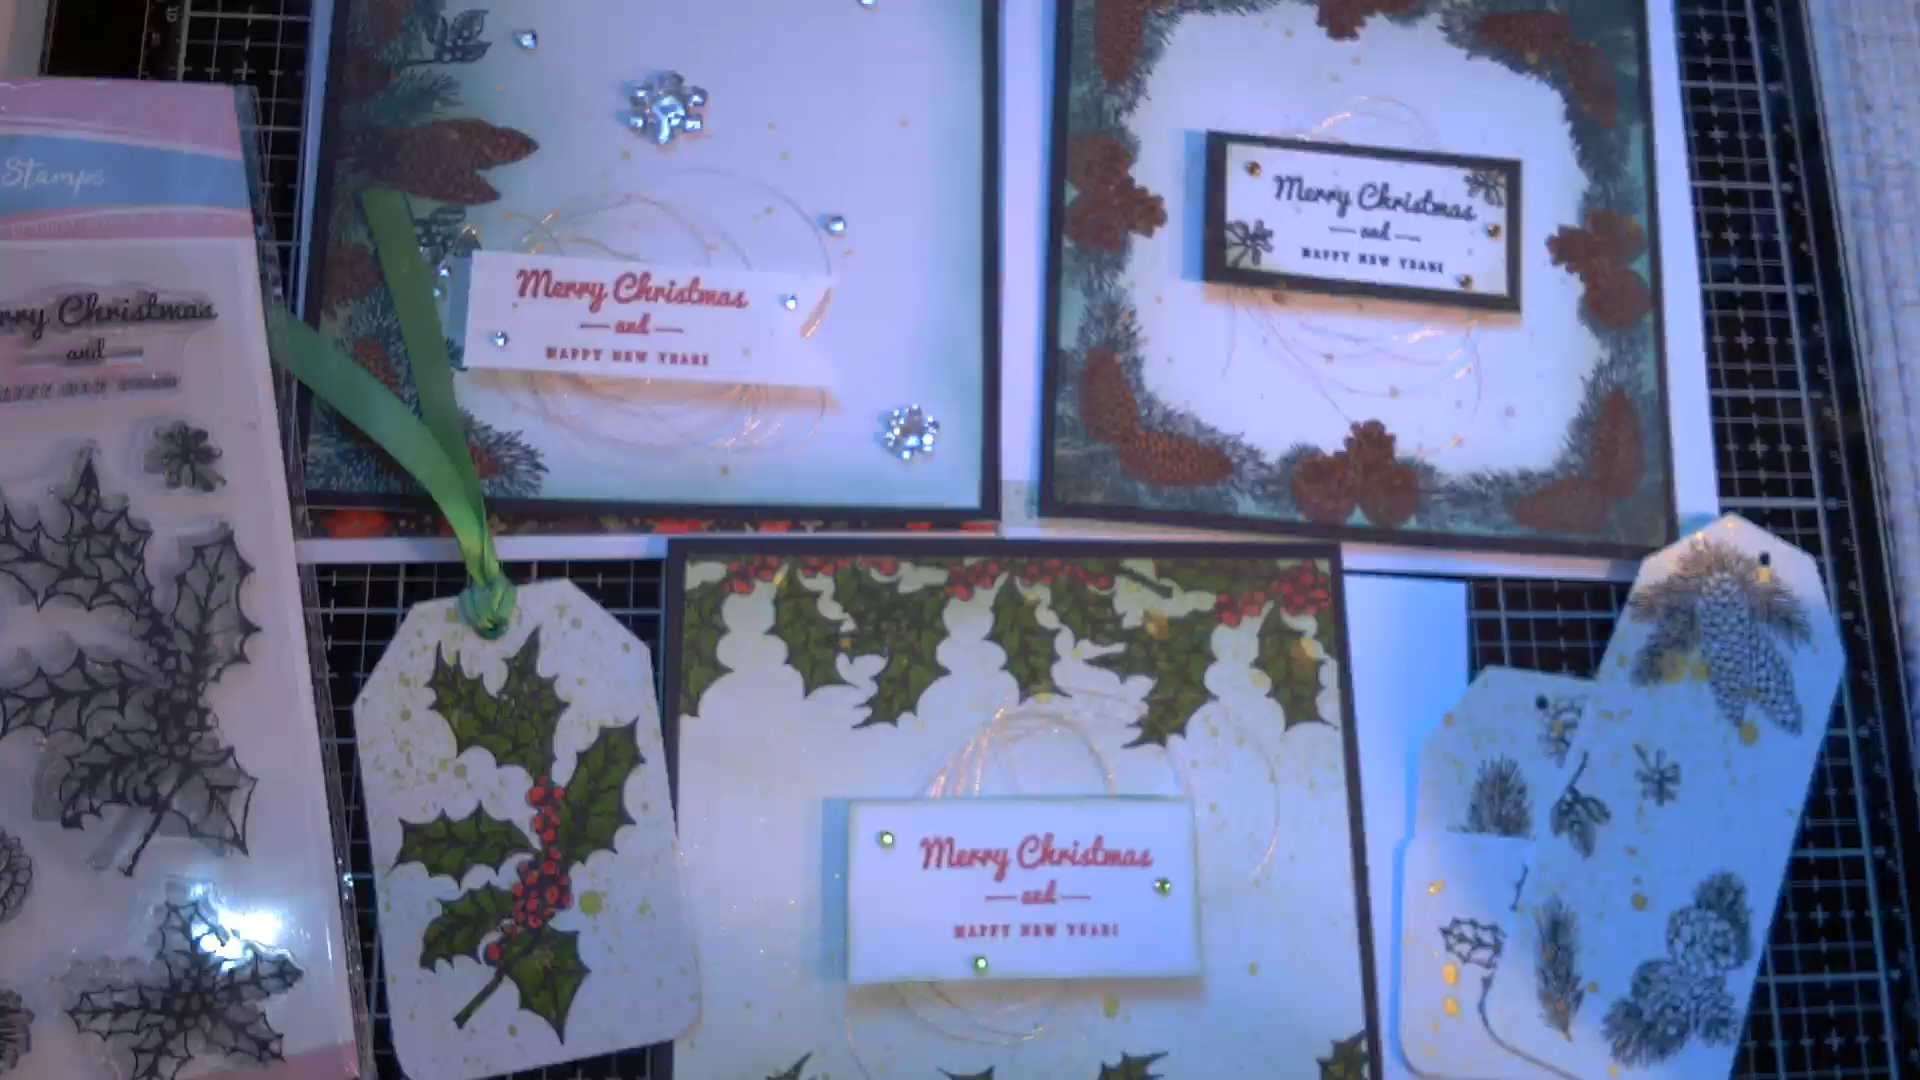 Stamps
Merry Christmas
and
HAPPY NEW YEAR!
Merry Christmas
and
HAPPY NEW YEAR!
rry Christmas
and
Merry Christmas
and
HAPPY NEW YEAR!